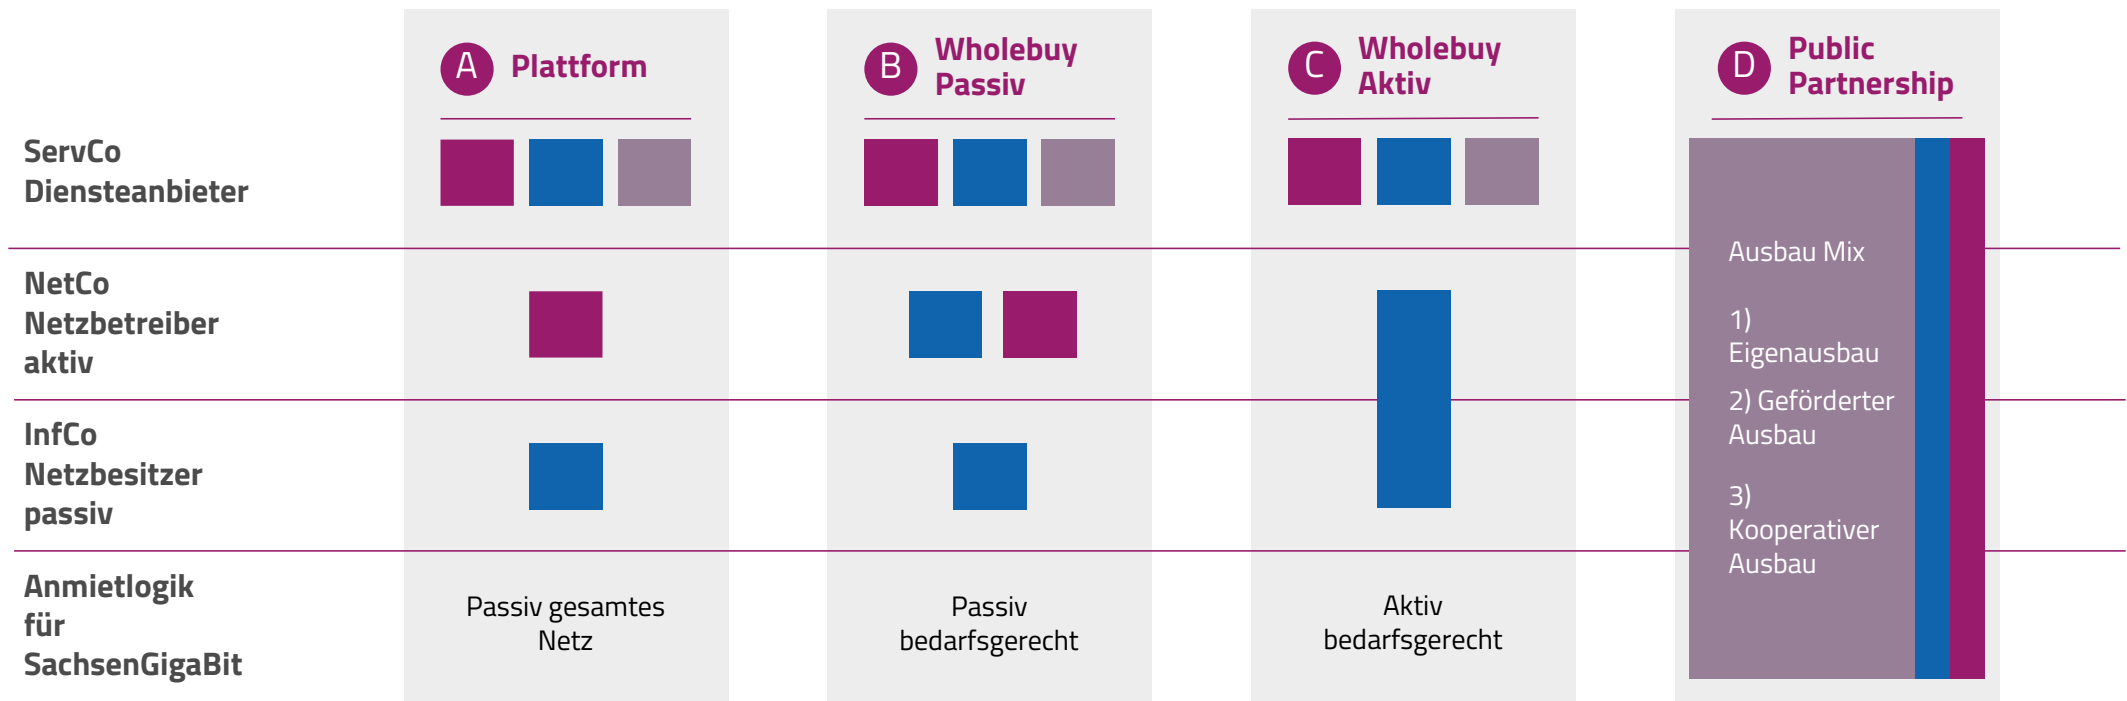 A Plattform
B Wholebuy
Passiv
C Wholebuy
Aktiv
D Public
Partnership
ServCo
Diensteanbieter
NetCo
Netzbetreiber
aktiv
InfCo
Netzbesitzer
passiv
Anmietlogik
für
SachsenGigaBit
Passiv gesamtes
Netz
Passiv
bedarfsgerecht
Aktiv
bedarfsgerecht
Ausbau Mix
1)
Eigenausbau
2) Geförderter
Ausbau
3)
Kooperativer
Ausbau